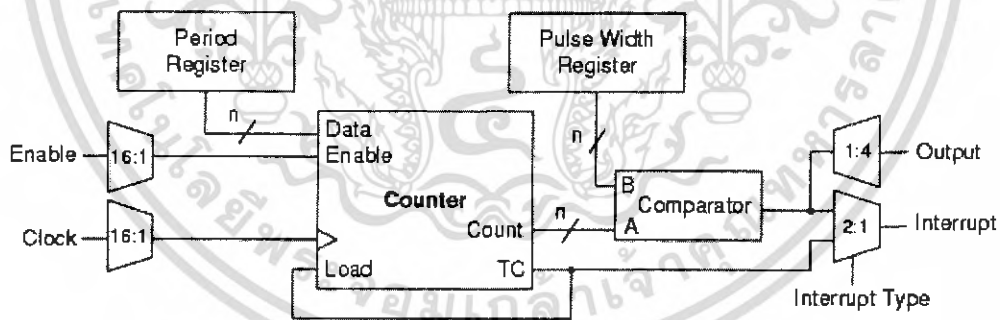 Period
Register
Pulse Width
Register
n
n
Data
Enable
Enable
16:1
Counter
B
A
Comparator
1:4
Output
Clock
16:1
Count
n
2:1
Interrupt
Load
TC
Interrupt Type